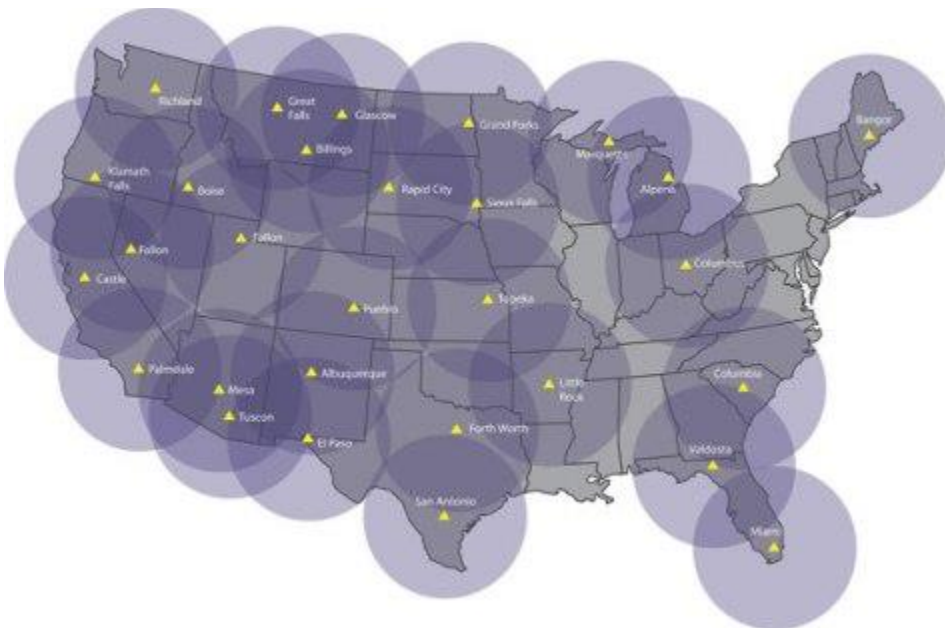 Richland
Great
Falls
Glascow
Grand Forks
Bangor
Billings
Marquette
Klamath
Falls
Boise
Rapid City
Alpena
Sioux Falls
Fallon
Fallon
Columbus
Castle
Pueblo
Topeka
Palmdale
Albuquerque
Mesa
Little
Rock
Columbia
Tuscon
El Paso
Forth Worth
Valdosta
San Antonio
Miami